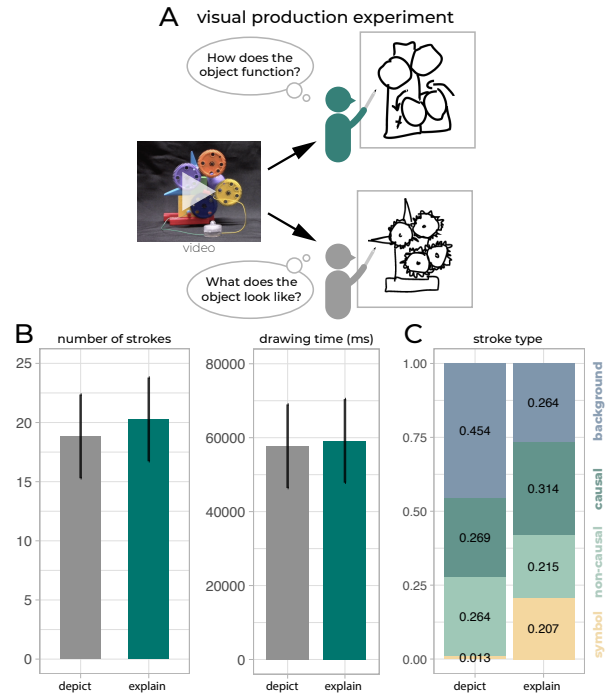 A visual production experiment
How does the
object function?
video
What does the
object look like?
B number of strokes
25
20
15
10
5
0
depict explain
drawing time (ms)
80000
60000
40000
20000
0
depict explain
C stroke type
1.00
0.75
0.50
0.25
0.00
0.454
0.269
0.264
0.013
0.264
0.314
0.215
0.207
depict explain
background
causal
non-causal
symbol